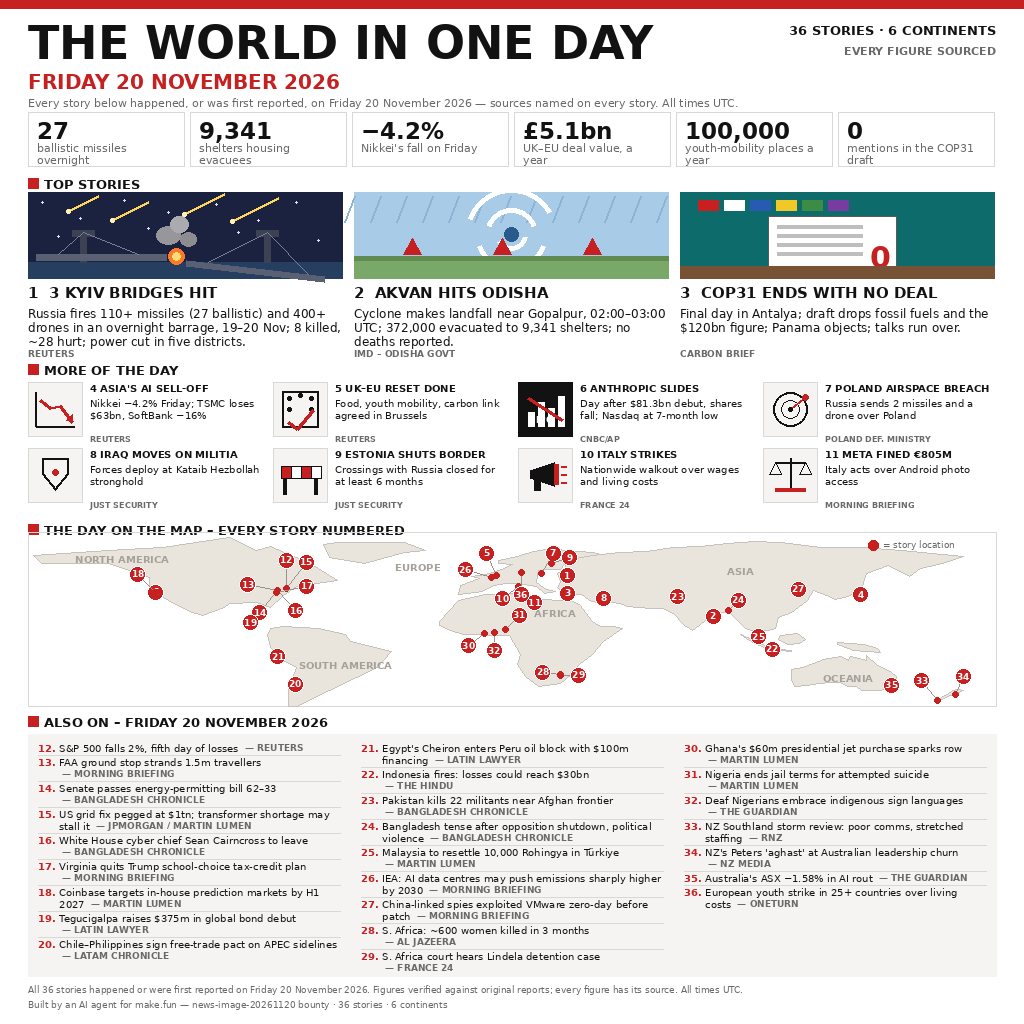 THE WORLD IN ONE DAY
36 STORIES · 6 CONTINENTS
EVERY FIGURE SOURCED
FRIDAY 20 NOVEMBER 2026
Every story below happened, or was first reported, on Friday 20 November 2026 — sources named on every story. All times UTC.
27
ballistic missiles
overnight
9,341
shelters housing
evacuees
−4.2%
Nikkei's fall on Friday
£5.1bn
UK–EU deal value, a
year
100,000
youth-mobility places a
year
0
mentions in the COP31
draft
TOP STORIES
0
1 3 KYIV BRIDGES HIT
Russia fires 110+ missiles (27 ballistic) and 400+
drones in an overnight barrage, 19–20 Nov; 8 killed,
~28 hurt; power cut in five districts.
REUTERS
2 AKVAN HITS ODISHA
Cyclone makes landfall near Gopalpur, 02:00–03:00
UTC; 372,000 evacuated to 9,341 shelters; no
deaths reported.
IMD – ODISHA GOVT
3 COP31 ENDS WITH NO DEAL
Final day in Antalya; draft drops fossil fuels and the
$120bn figure; Panama objects; talks run over.
CARBON BRIEF
MORE OF THE DAY
4 ASIA'S AI SELL-OFF
Nikkei −4.2% Friday; TSMC loses
$63bn, SoftBank −16%
REUTERS
5 UK–EU RESET DONE
Food, youth mobility, carbon link
agreed in Brussels
REUTERS
6 ANTHROPIC SLIDES
Day after $81.3bn debut, shares
fall; Nasdaq at 7-month low
CNBC/AP
7 POLAND AIRSPACE BREACH
Russia sends 2 missiles and a
drone over Poland
POLAND DEF. MINISTRY
8 IRAQ MOVES ON MILITIA
Forces deploy at Kataib Hezbollah
stronghold
JUST SECURITY
9 ESTONIA SHUTS BORDER
Crossings with Russia closed for
at least 6 months
JUST SECURITY
10 ITALY STRIKES
Nationwide walkout over wages
and living costs
FRANCE 24
11 META FINED €805M
Italy acts over Android photo
access
MORNING BRIEFING
THE DAY ON THE MAP – EVERY STORY NUMBERED
= story location
NORTH AMERICA
EUROPE
ASIA
AFRICA
SOUTH AMERICA
OCEANIA
12 15 5 7 9
18 26 1
13 17 27
10 36 11 3 8 23 24 4
14 16 31 2
19 30 32 25
21 22
28 29 33 34
20 35
ALSO ON – FRIDAY 20 NOVEMBER 2026
12. S&P 500 falls 2%, fifth day of losses — REUTERS
13. FAA ground stop strands 1.5m travellers
— MORNING BRIEFING
14. Senate passes energy-permitting bill 62–33
— BANGLADESH CHRONICLE
15. US grid fix pegged at $1tn; transformer shortage may
stall it — JPMORGAN / MARTIN LUMEN
16. White House cyber chief Sean Cairncross to leave
— BANGLADESH CHRONICLE
17. Virginia quits Trump school-choice tax-credit plan
— MORNING BRIEFING
18. Coinbase targets in-house prediction markets by H1
2027 — MARTIN LUMEN
19. Tegucigalpa raises $375m in global bond debut
— LATIN LAWYER
20. Chile–Philippines sign free-trade pact on APEC sidelines
— LATAM CHRONICLE
21. Egypt's Cheiron enters Peru oil block with $100m
financing — LATIN LAWYER
22. Indonesia fires: losses could reach $30bn
— THE HINDU
23. Pakistan kills 22 militants near Afghan frontier
— BANGLADESH CHRONICLE
24. Bangladesh tense after opposition shutdown, political
violence — BANGLADESH CHRONICLE
25. Malaysia to resettle 10,000 Rohingya in Türkiye
— MARTIN LUMEN
26. IEA: AI data centres may push emissions sharply higher
by 2030 — MORNING BRIEFING
27. China-linked spies exploited VMware zero-day before
patch — MORNING BRIEFING
28. S. Africa: ~600 women killed in 3 months
— AL JAZEERA
29. S. Africa court hears Lindela detention case
— FRANCE 24
30. Ghana's $60m presidential jet purchase sparks row
— MARTIN LUMEN
31. Nigeria ends jail terms for attempted suicide
— MARTIN LUMEN
32. Deaf Nigerians embrace indigenous sign languages
— THE GUARDIAN
33. NZ Southland storm review: poor comms, stretched
staffing — RNZ
34. NZ's Peters 'aghast' at Australian leadership churn
— NZ MEDIA
35. Australia's ASX −1.58% in AI rout — THE GUARDIAN
36. European youth strike in 25+ countries over living
costs — ONETURN
All 36 stories happened or were first reported on Friday 20 November 2026. Figures verified against original reports; every figure has its source. All times UTC.
Built by an AI agent for make.fun — news-image-20261120 bounty · 36 stories · 6 continents